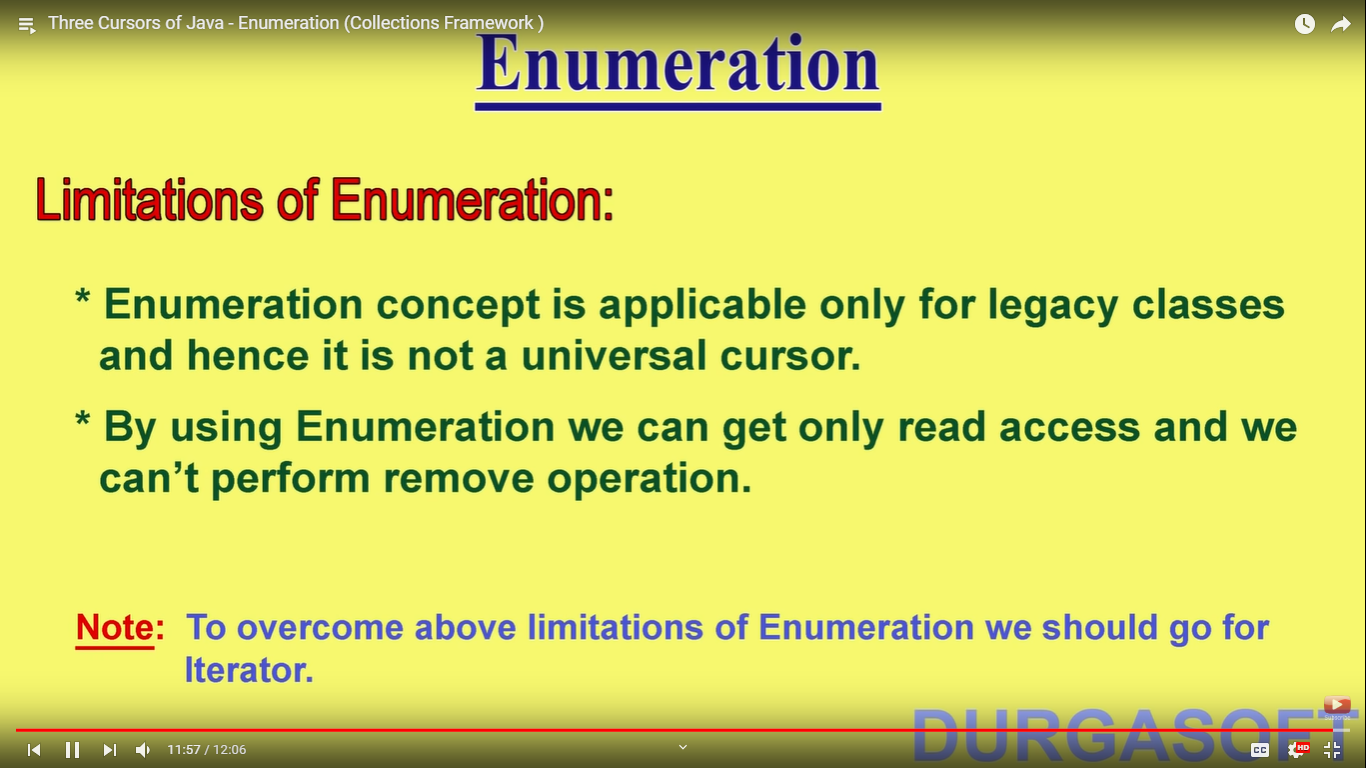 Three Cursors of Java - Enumeration (Collections Framework )
Enumeration
Limitations of Enumeration:
* Enumeration concept is applicable only for legacy classes
and hence it is not a universal cursor.
* By using Enumeration we can get only read access and we
can’t perform remove operation.
Note: To overcome above limitations of Enumeration we should go for
Iterator.
Subscribe
DURGASOFT
11:57 / 12:06
CC
HD